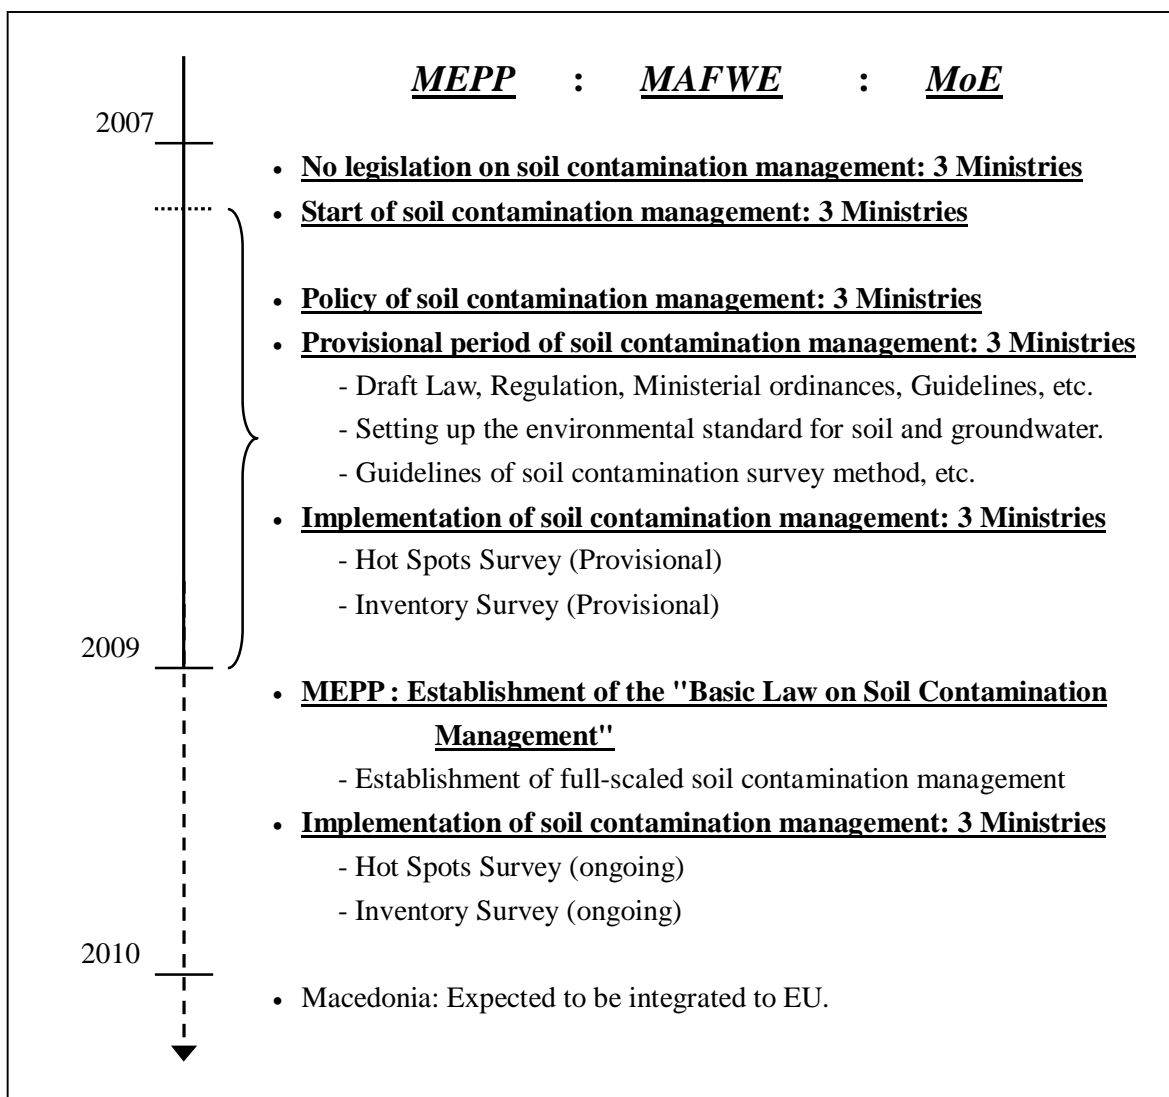 MEPP : MAFWE : MoE
2007
• No legislation on soil contamination management: 3 Ministries
• Start of soil contamination management: 3 Ministries
• Policy of soil contamination management: 3 Ministries
• Provisional period of soil contamination management: 3 Ministries
- Draft Law, Regulation, Ministerial ordinances, Guidelines, etc.
- Setting up the environmental standard for soil and groundwater.
- Guidelines of soil contamination survey method, etc.
• Implementation of soil contamination management: 3 Ministries
- Hot Spots Survey (Provisional)
- Inventory Survey (Provisional)
2009
• MEPP : Establishment of the "Basic Law on Soil Contamination
Management"
- Establishment of full-scaled soil contamination management
• Implementation of soil contamination management: 3 Ministries
- Hot Spots Survey (ongoing)
- Inventory Survey (ongoing)
2010
• Macedonia: Expected to be integrated to EU.